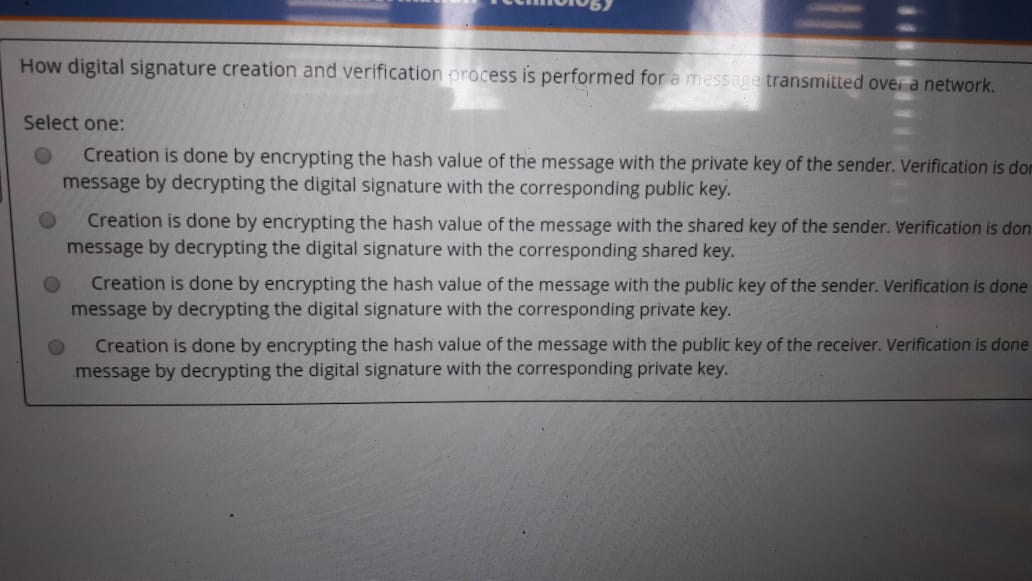 How digital signature creation and verification process is performed for a message transmitted over a network.
Select one:
Creation is done by encrypting the hash value of the message with the private key of the sender. Verification is
message by decrypting the digital signature with the corresponding public key.
Creation is done by encrypting the hash value of the message with the shared key of the sender. Verification is
message by decrypting the digital signature with the corresponding shared key.
Creation is done by encrypting the hash value of the message with the public key of the sender. Verification is done
message by decrypting the digital signature with the corresponding private key.
Creation is done by encrypting the hash value of the message with the public key of the receiver. Verification is done
message by decrypting the digital signature with the corresponding private key.